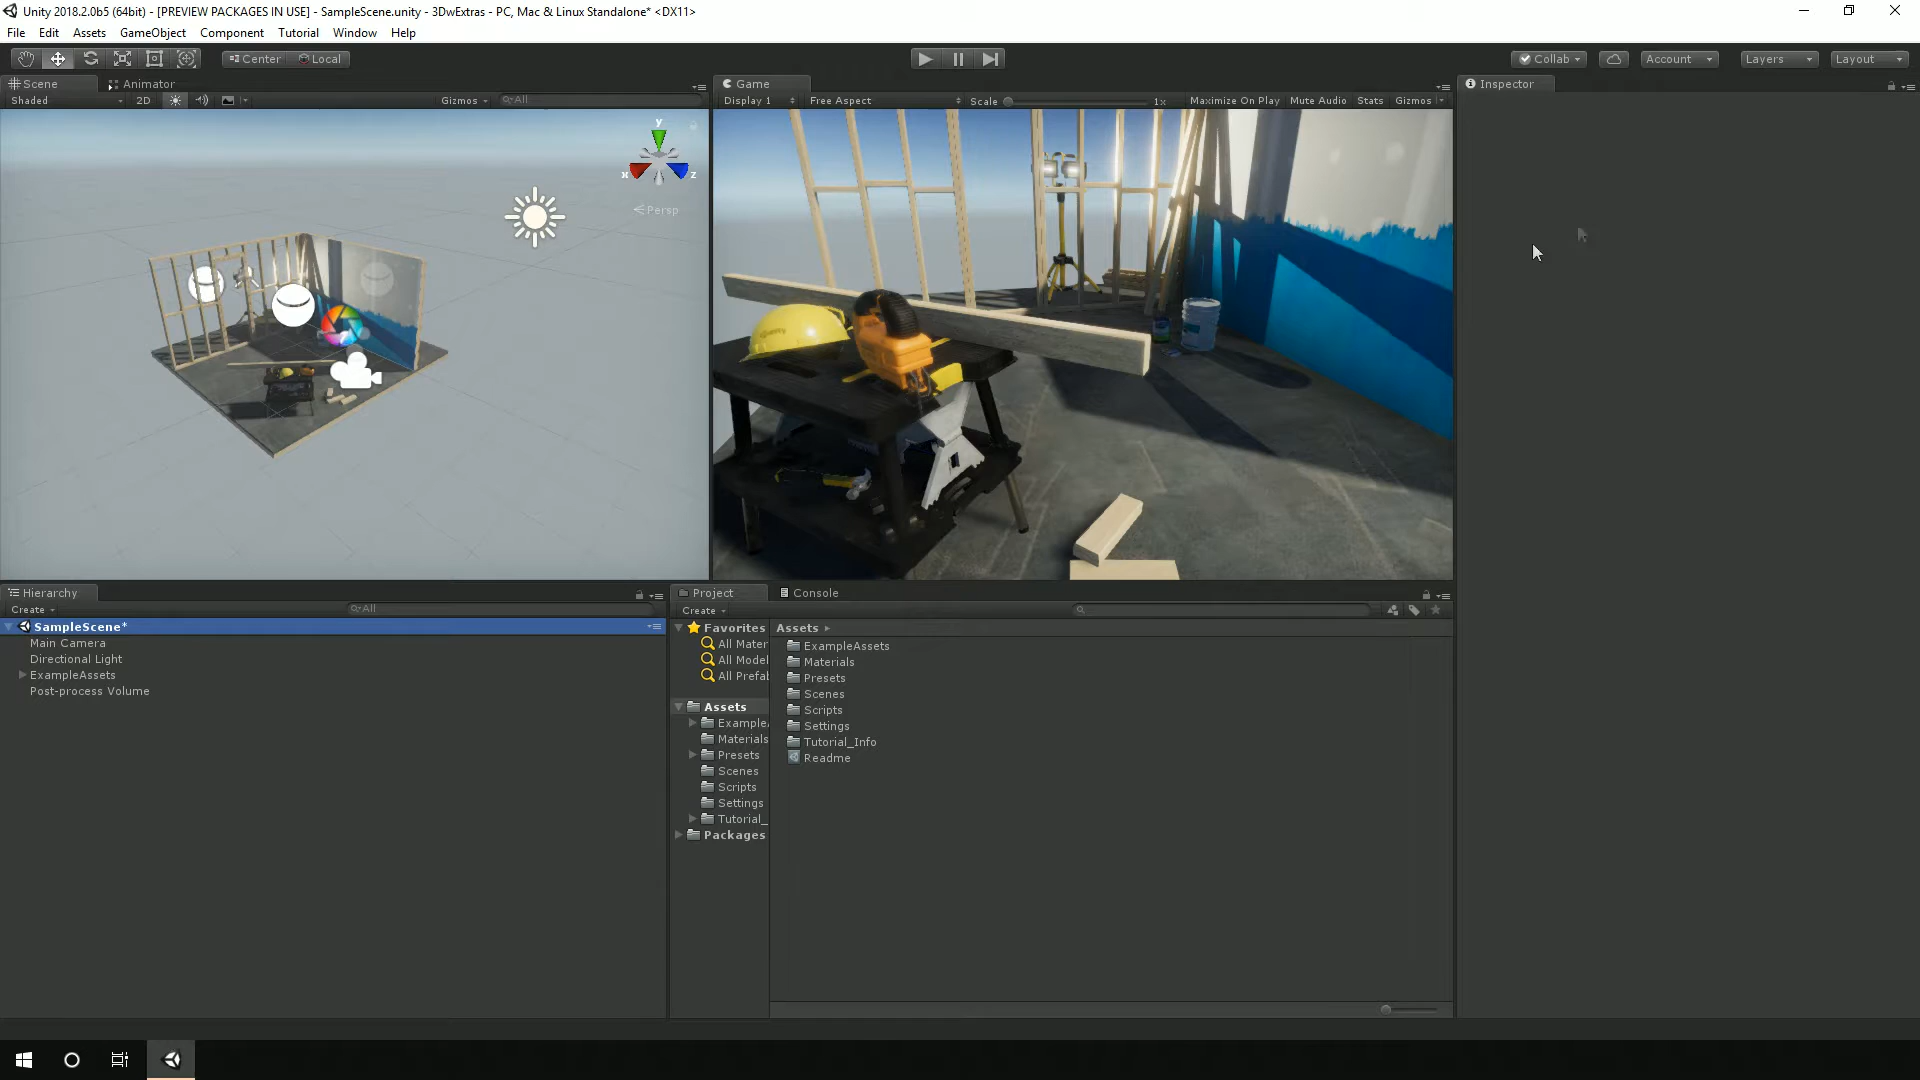 Unity 2018.2.0b5 (64bit) - [PREVIEW PACKAGES IN USE] - SampleScene.unity - 3DwExtras - PC, Mac & Linux Standalone* <DX11>
File Edit Assets GameObject Component Tutorial Window Help
Center Local Collab Account Layers Layout
Scene Animator Game Inspector
Shaded 2D Gizmos All Display 1 Free Aspect Scale 1x Maximize On Play Mute Audio Stats Gizmos
y
x z
Persp
Hierarchy
Create All
SampleScene*
Main Camera
Directional Light
ExampleAssets
Post-process Volume
Project Console
Create
Favorites
All Mater
All Model
All Prefab
Assets
Example
Materials
Presets
Scenes
Scripts
Settings
Tutorial_
Packages
Assets
ExampleAssets
Materials
Presets
Scenes
Scripts
Settings
Tutorial_Info
Readme